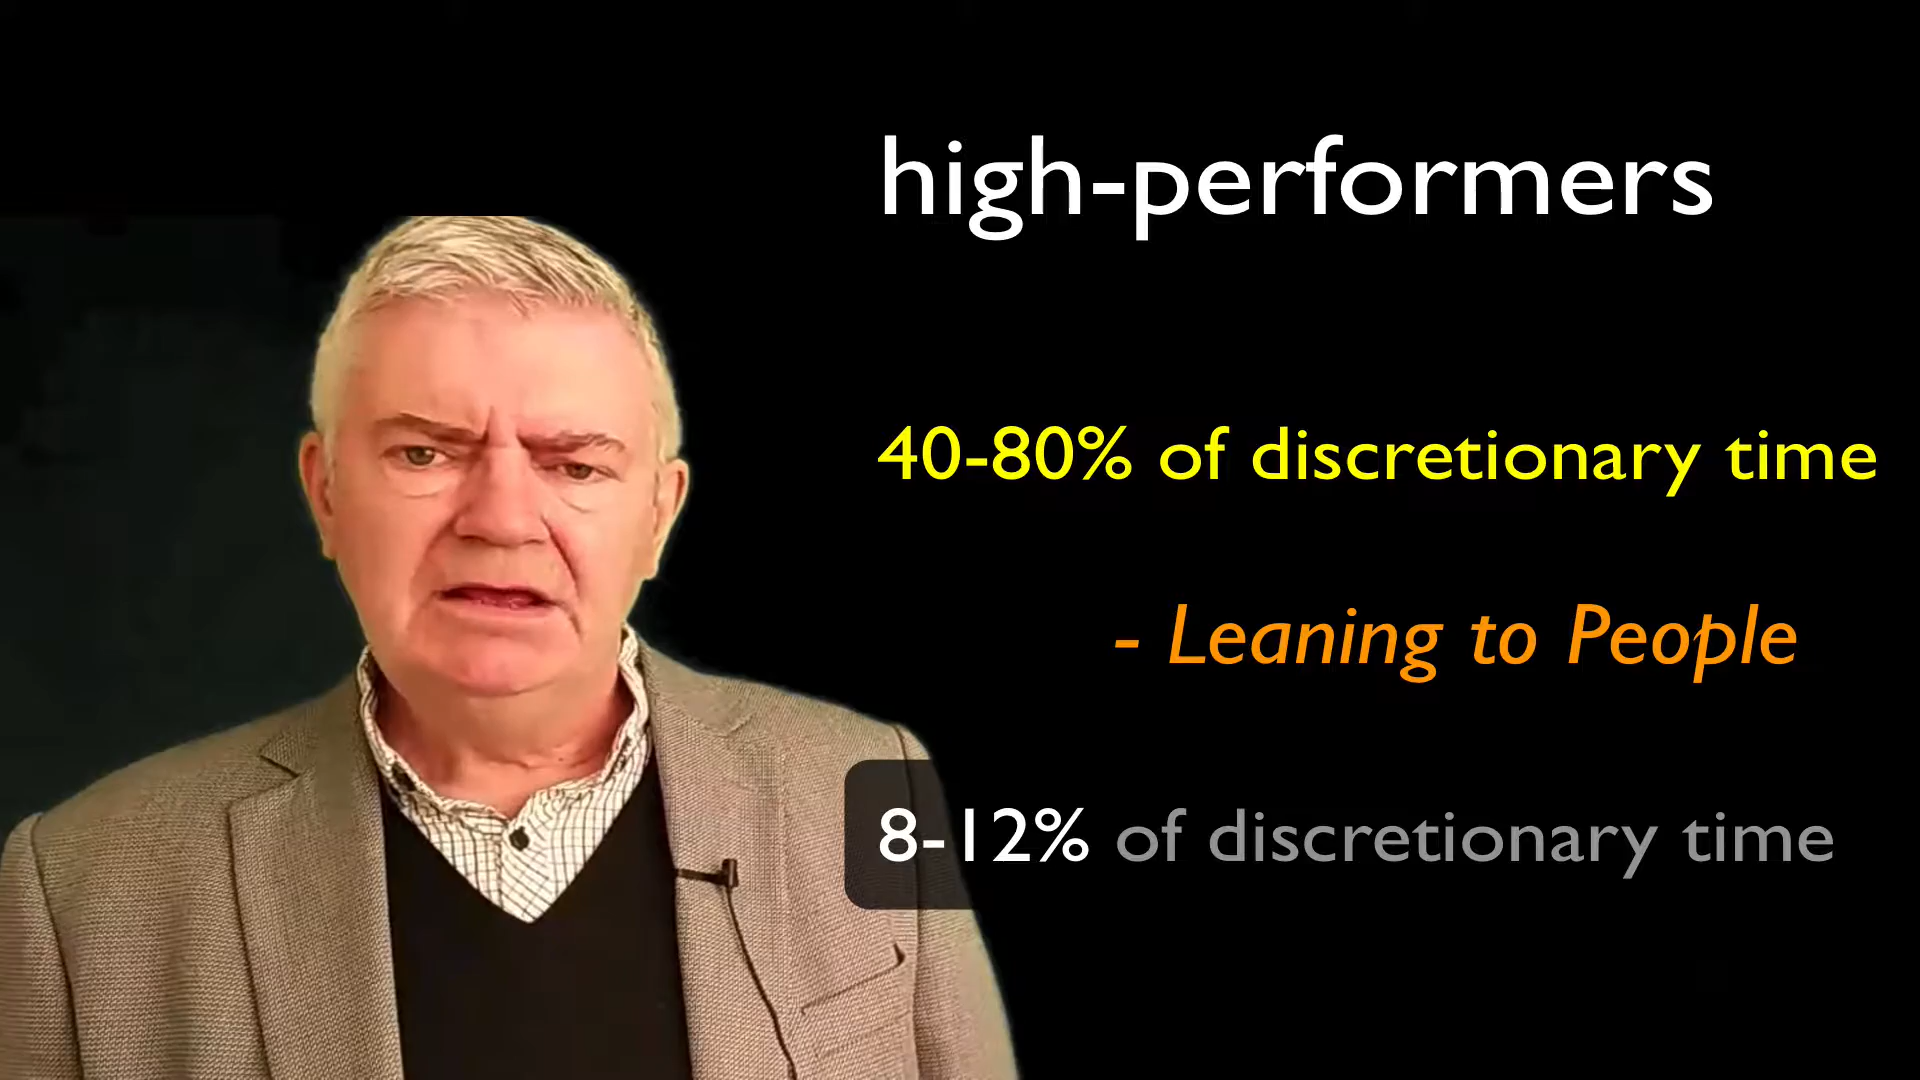 high-performers
40-80% of discretionary time
- Leaning to People
8-12% of discretionary time